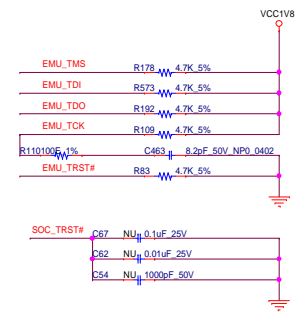 VCC1V8
EMU_TMS
R178 4.7K_5%
EMU_TDI
R573 4.7K_5%
EMU_TDO
R192 4.7K_5%
EMU_TCK
R109 4.7K_5%
R110100E_1% C463 8.2pF_50V_NP0_0402
EMU_TRST#
R83 4.7K_5%
SOC_TRST# C67 NU 0.1uF_25V
C62 NU 0.01uF_25V
C54 NU 1000pF_50V